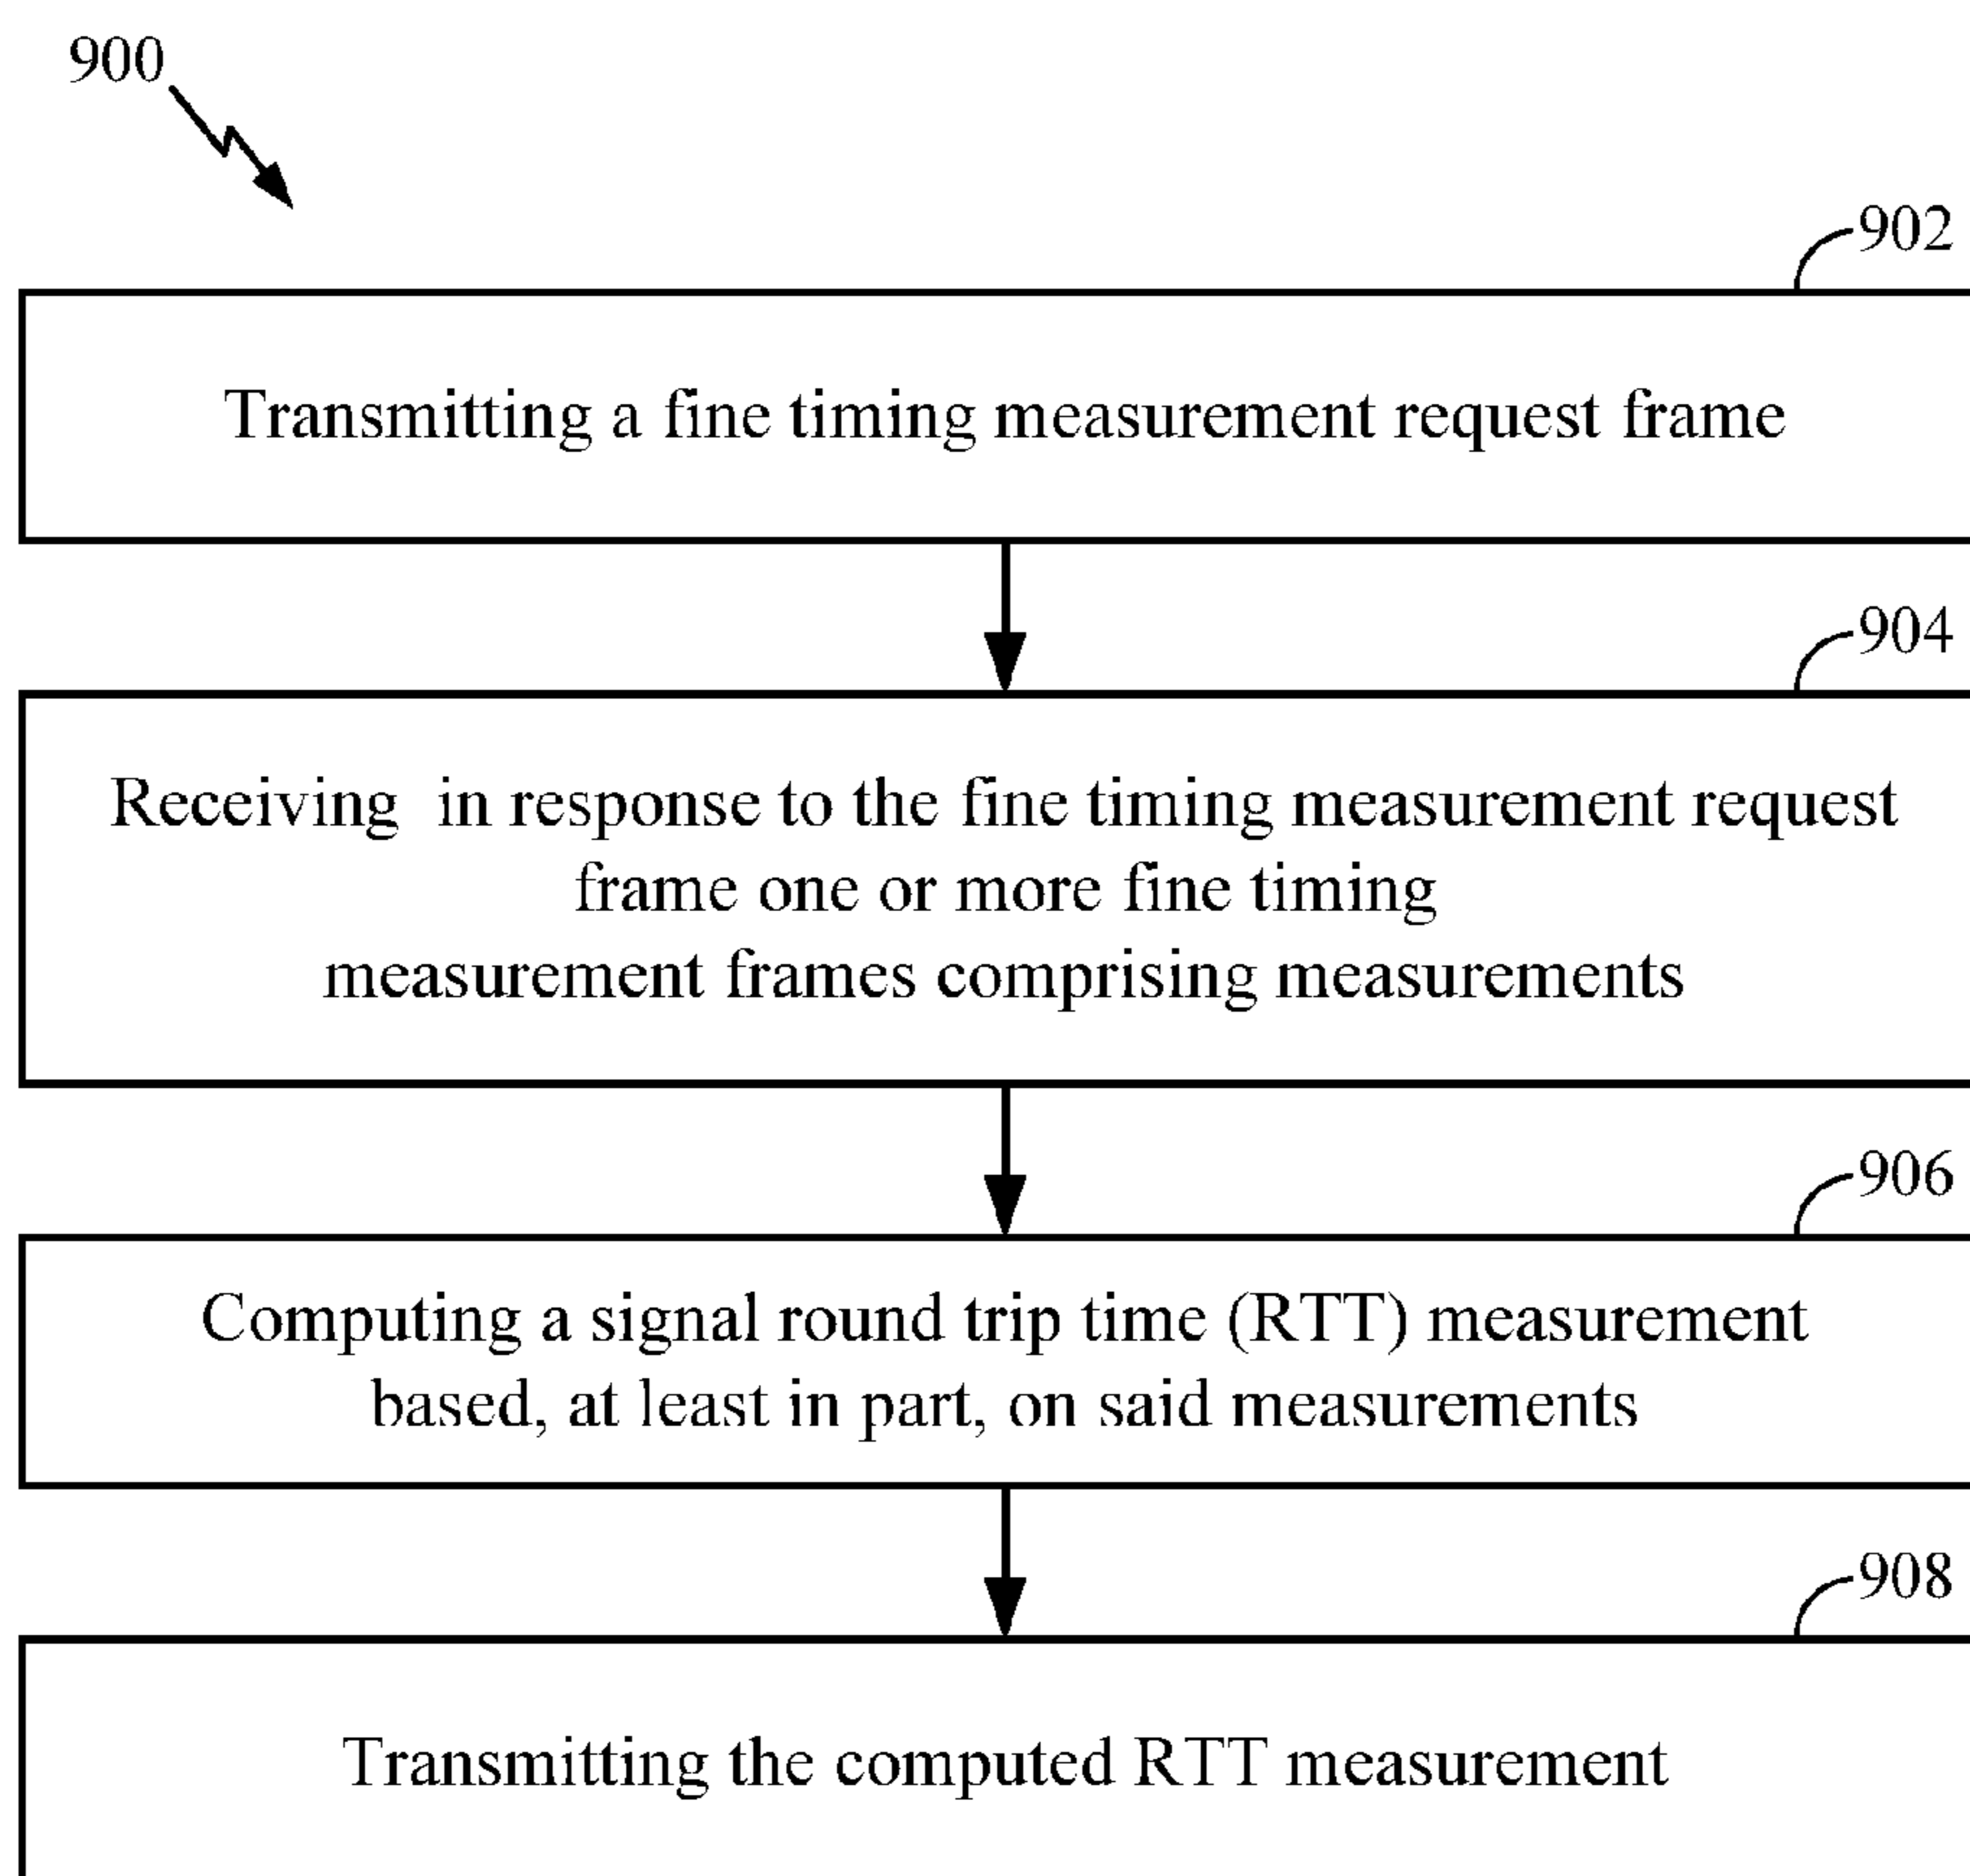 900
902
Transmitting a fine timing measurement request frame
904
Receiving in response to the fine timing measurement request
frame one or more fine timing
measurement frames comprising measurements
906
Computing a signal round trip time (RTT) measurement
based, at least in part, on said measurements
908
Transmitting the computed RTT measurement